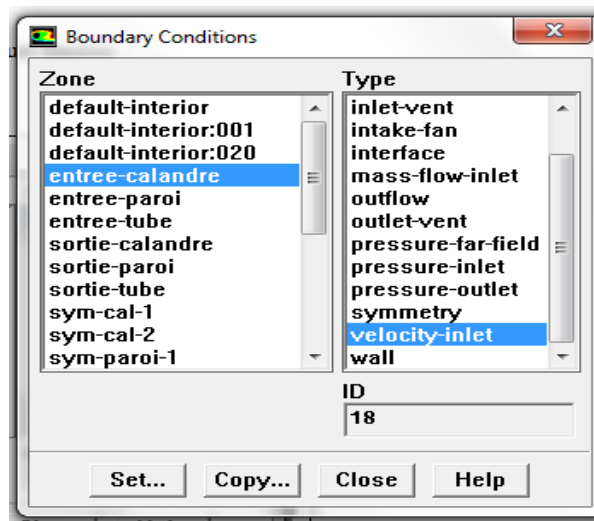 Boundary Conditions
Zone
default-interior
default-interior:001
default-interior:020
entree-calandre
entree-paroi
entree-tube
sortie-calandre
sortie-paroi
sortie-tube
sym-cal-1
sym-cal-2
sym-paroi-1
Type
inlet-vent
intake-fan
interface
mass-flow-inlet
outflow
outlet-vent
pressure-far-field
pressure-inlet
pressure-outlet
symmetry
velocity-inlet
wall
ID
18
Set... Copy... Close Help